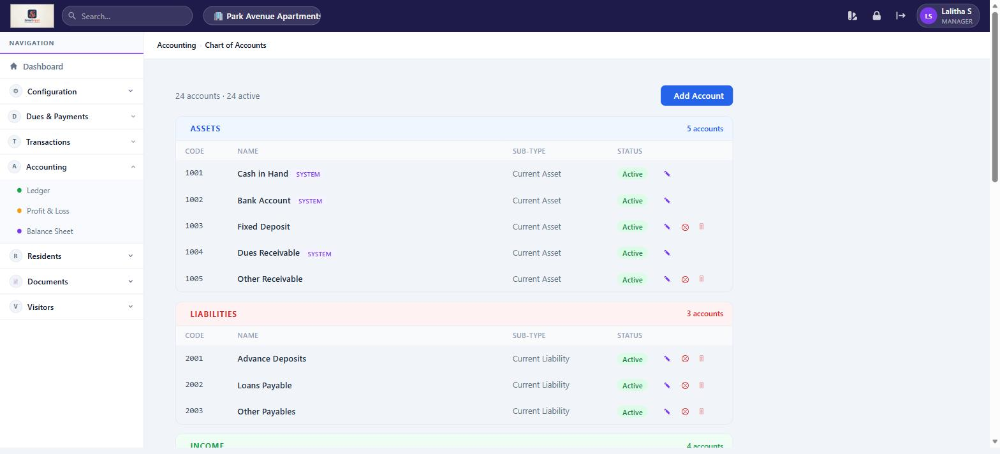 Search...
Park Avenue Apartments
LS
Lalitha S
MANAGER
NAVIGATION
Dashboard
Configuration
D Dues & Payments
T Transactions
A Accounting
Ledger
Profit & Loss
Balance Sheet
R Residents
Documents
V Visitors
Accounting Chart of Accounts
24 accounts · 24 active
Add Account
ASSETS 5 accounts
CODE NAME SUB-TYPE STATUS
1001 Cash in Hand SYSTEM Current Asset Active
1002 Bank Account SYSTEM Current Asset Active
1003 Fixed Deposit Current Asset Active
1004 Dues Receivable SYSTEM Current Asset Active
1005 Other Receivable Current Asset Active
LIABILITIES 3 accounts
CODE NAME SUB-TYPE STATUS
2001 Advance Deposits Current Liability Active
2002 Loans Payable Current Liability Active
2003 Other Payables Current Liability Active
INCOME 4 accounts